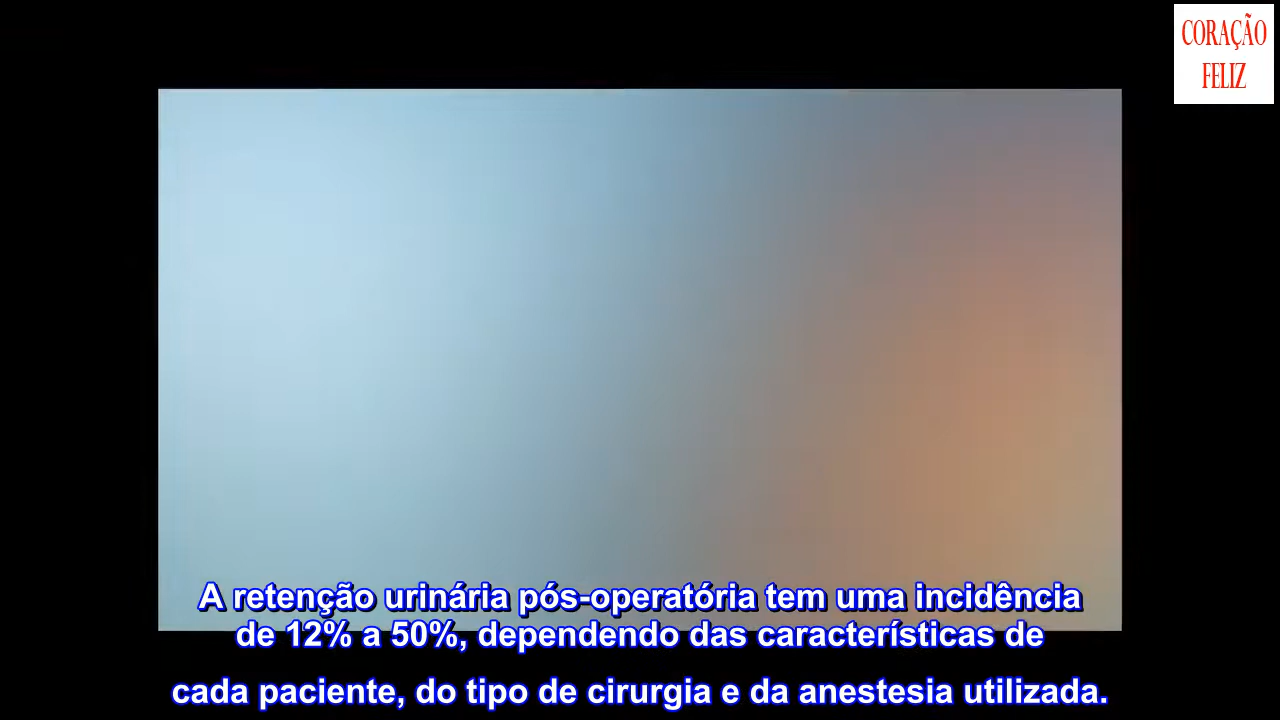 CORAÇÃO
FELIZ
A retenção urinária pós-operatória tem uma incidência
de 12% a 50%, dependendo das características de
cada paciente, do tipo de cirurgia e da anestesia utilizada.